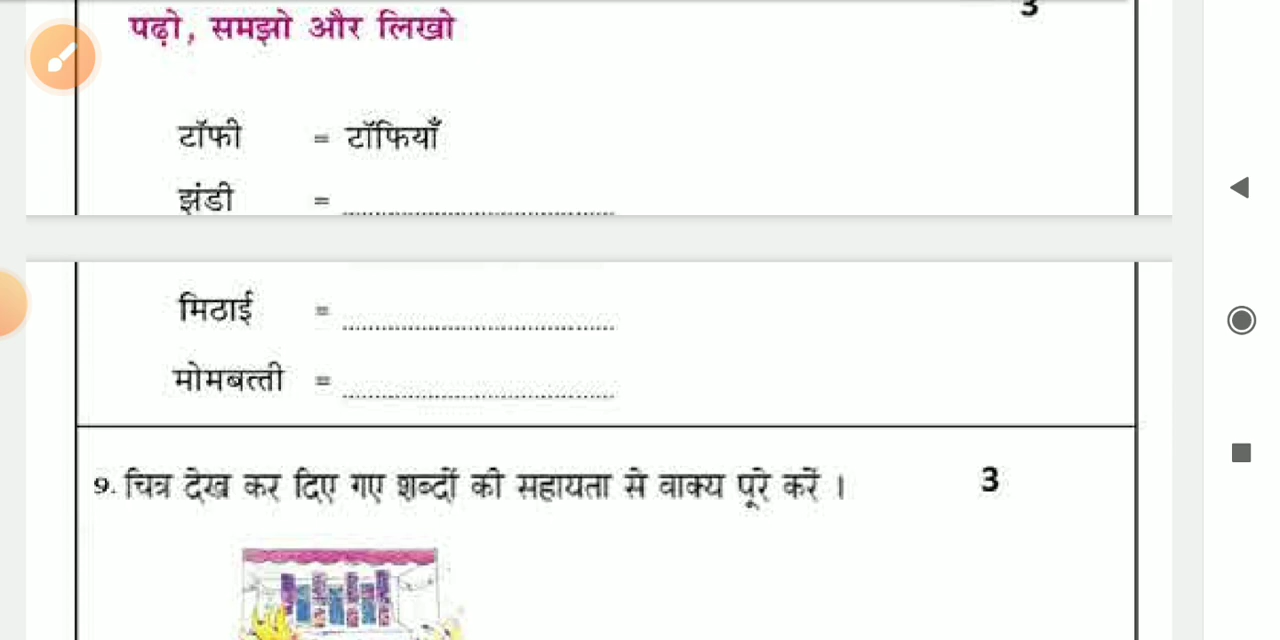 3
पढ़ो, समझो और लिखो
टॉफी = टॉफियाँ
झंडी = ........................................
मिठाई = ........................................
मोमबत्ती = ........................................
9. चित्र देख कर दिए गए शब्दों की सहायता से वाक्य पूरे करें । 3